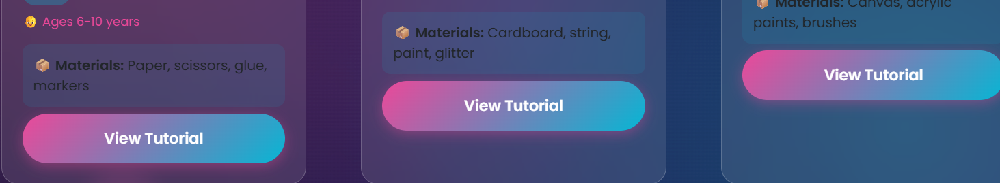 Ages 6-10 years
Materials: Paper, scissors, glue,
markers
View Tutorial
Materials: Cardboard, string,
paint, glitter
View Tutorial
Materials: Canvas, acrylic
paints, brushes
View Tutorial